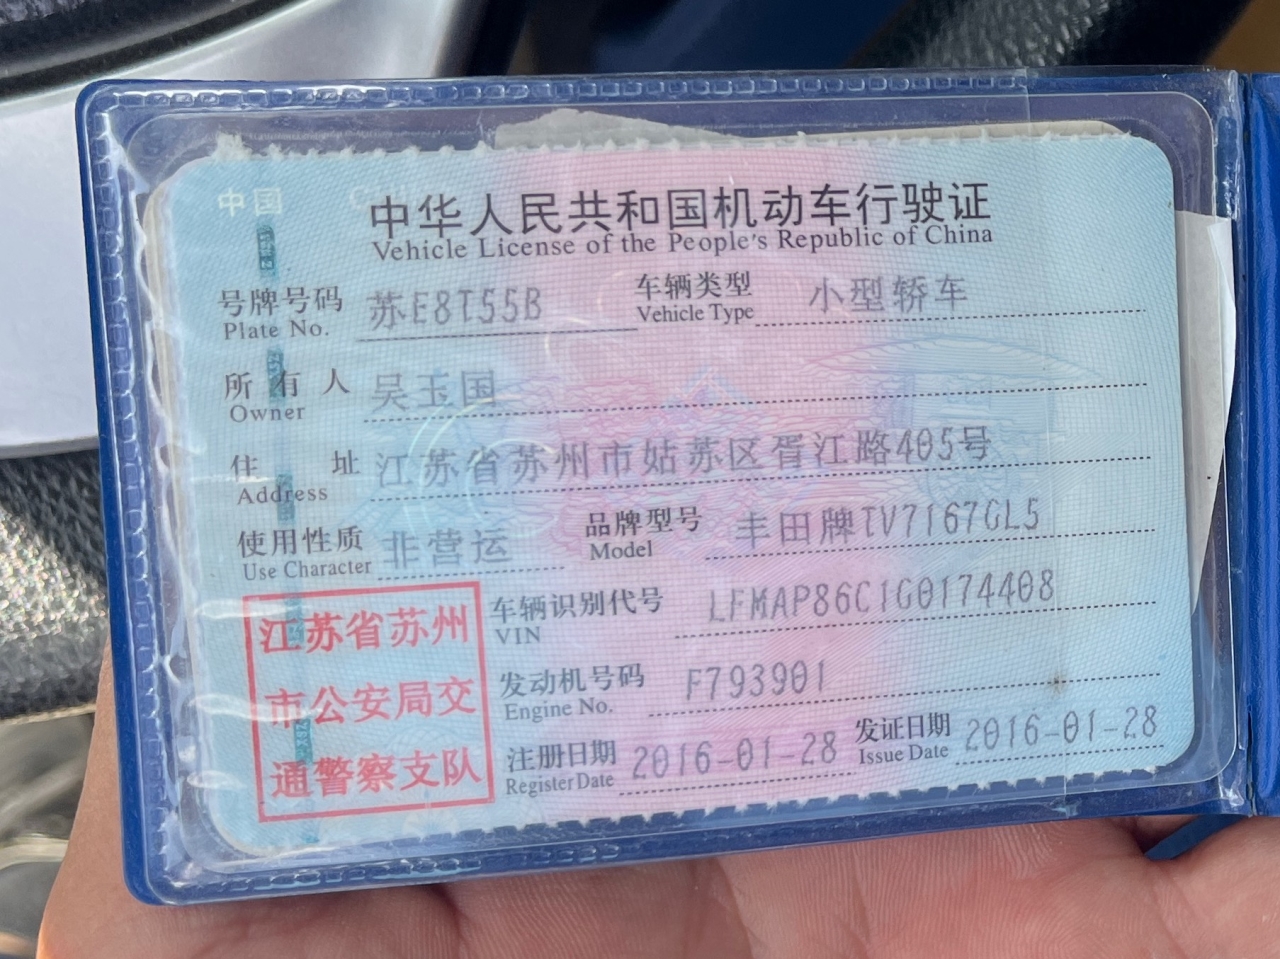 中国
中华人民共和国机动车行驶证
Vehicle License of the People's Republic of China
号牌号码 苏E8T55B 车辆类型 小型轿车
Plate No. Vehicle Type
所有人 吴玉国
Owner
住址 江苏省苏州市姑苏区胥江路405号
Address
使用性质 非营运 品牌型号 丰田牌TV7167GL5
Use Character Model
江苏省苏州 车辆识别代号 LFMAP86C1G0174408
VIN
市公安局交 发动机号码 F793901
Engine No.
通警察支队 注册日期 2016-01-28 发证日期 2016-01-28
Register Date Issue Date